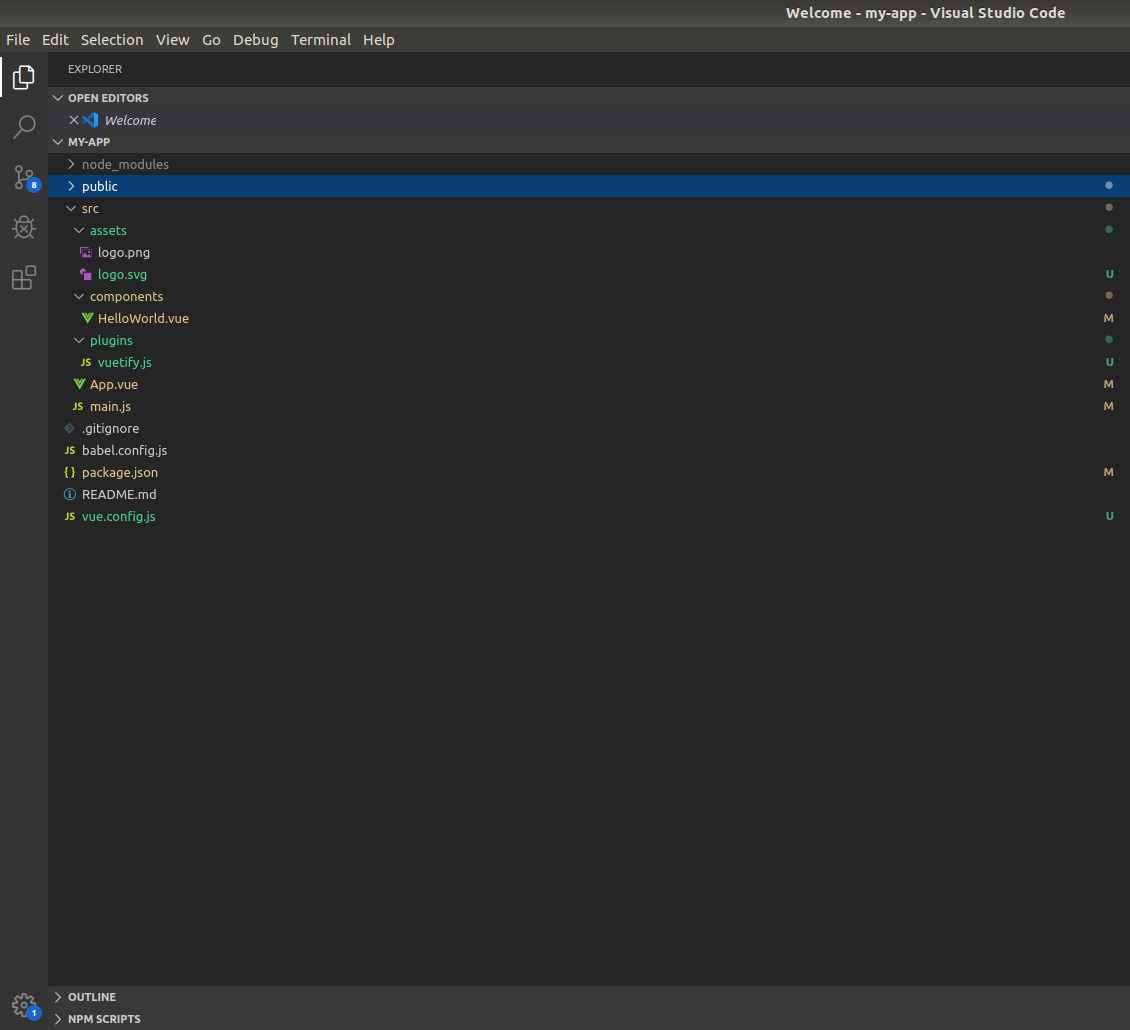 Welcome - my-app - Visual Studio Code
File Edit Selection View Go Debug Terminal Help
EXPLORER
OPEN EDITORS
Welcome
MY-APP
node_modules
8
public
src
assets
logo.png
logo.svg U
components
HelloWorld.vue M
plugins
JS vuetify.js U
App.vue M
JS main.js M
.gitignore
JS babel.config.js
{ } package.json M
README.md
JS vue.config.js U
OUTLINE
1
NPM SCRIPTS